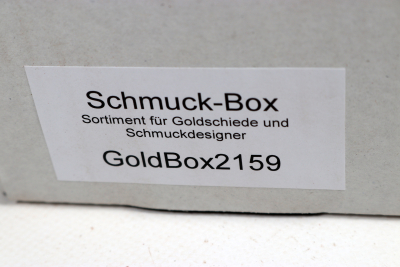 Schmuck-Box
Sortiment für Goldschiede und
Schmuckdesigner
GoldBox2159